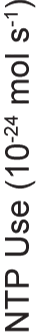 NTP Use (10⁻²⁴ mol s⁻¹)